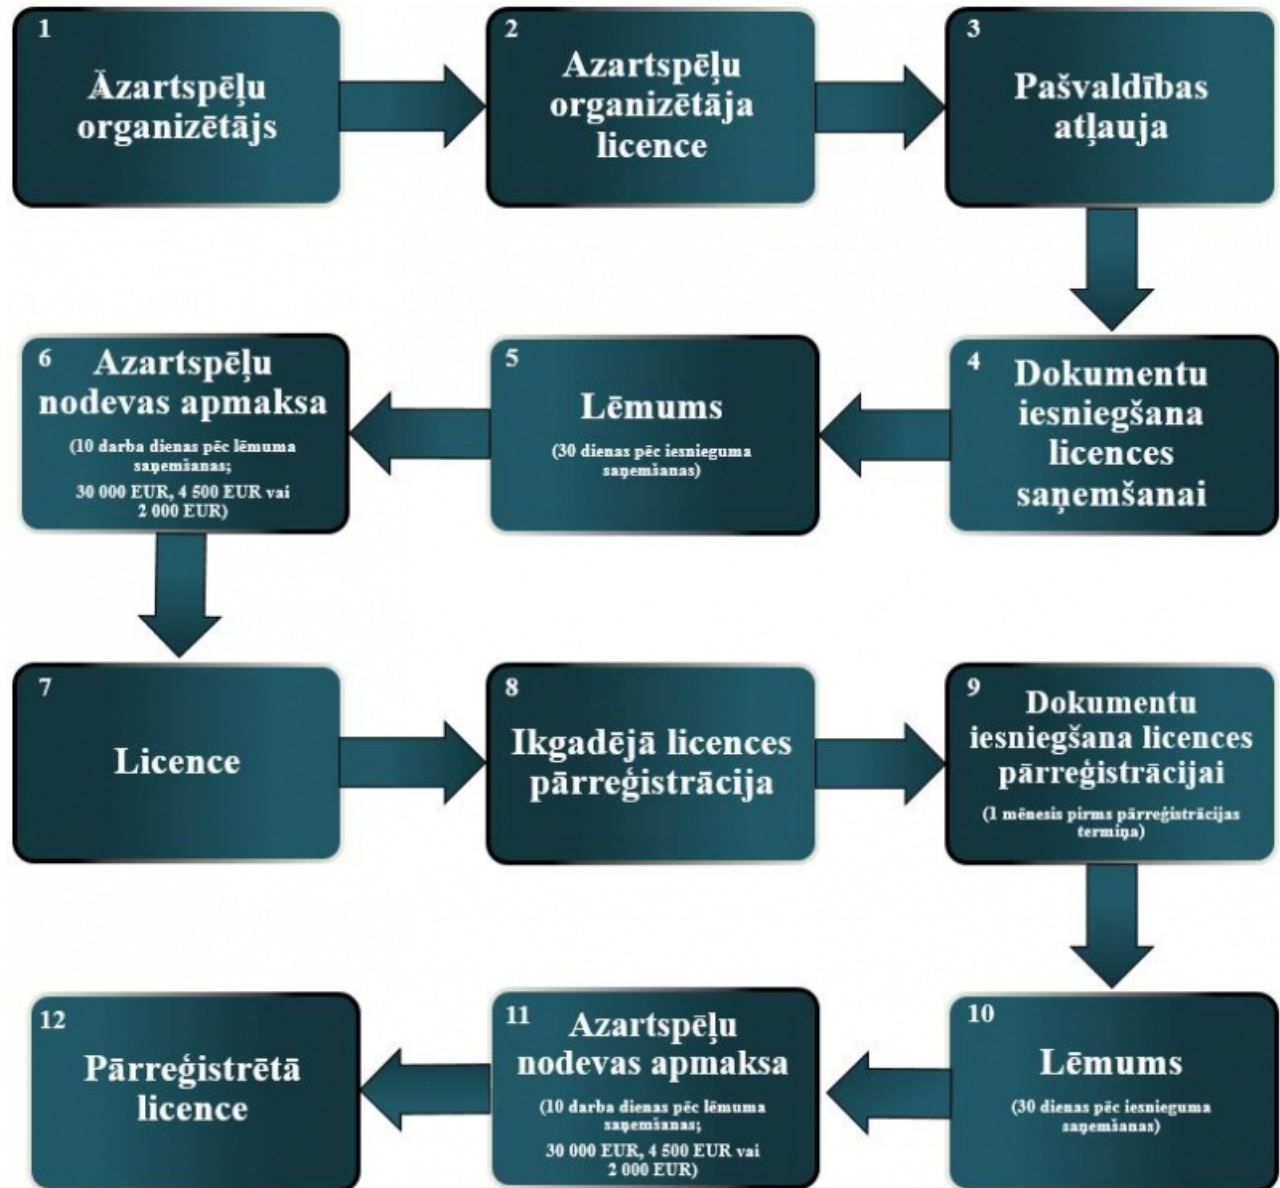 1
Āzartspēļu
organizētājs
2
Azartspēļu
organizētāja
licence
3
Pašvaldības
atļauja
4
Dokumentu
iesniegšana
licences
saņemšanai
5
Lēmums
(30 dienas pēc iesnieguma
saņemšanas)
6
Azartspēļu
nodevas apmaksa
(10 darba dienas pēc lēmuma
saņemšanas;
30 000 EUR, 4 500 EUR vai
2 000 EUR)
7
Licence
8
Ikgadējā licences
pārreģistrācija
9
Dokumentu
iesniegšana licences
pārreģistrācijai
(1 mēnesis pirms pārreģistrācijas
termiņa)
10
Lēmums
(30 dienas pēc iesnieguma
saņemšanas)
11
Azartspēļu
nodevas apmaksa
(10 darba dienas pēc lēmuma
saņemšanas;
30 000 EUR, 4 500 EUR vai
2 000 EUR)
12
Pārreģistrētā
licence